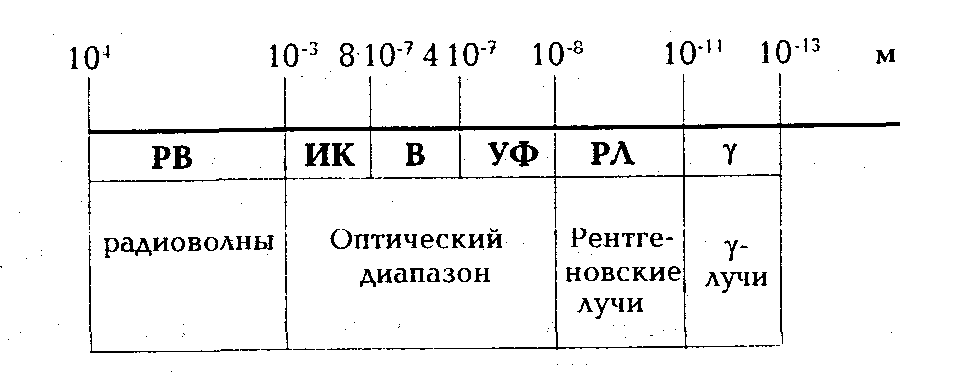 10⁴ 10⁻³ 8·10⁻⁷ 4·10⁻⁷ 10⁻⁸ 10⁻¹¹ 10⁻¹³ м
РВ ИК В УФ РЛ γ
радиоволны Оптический диапазон Рентге-
новские
лучи γ-
лучи